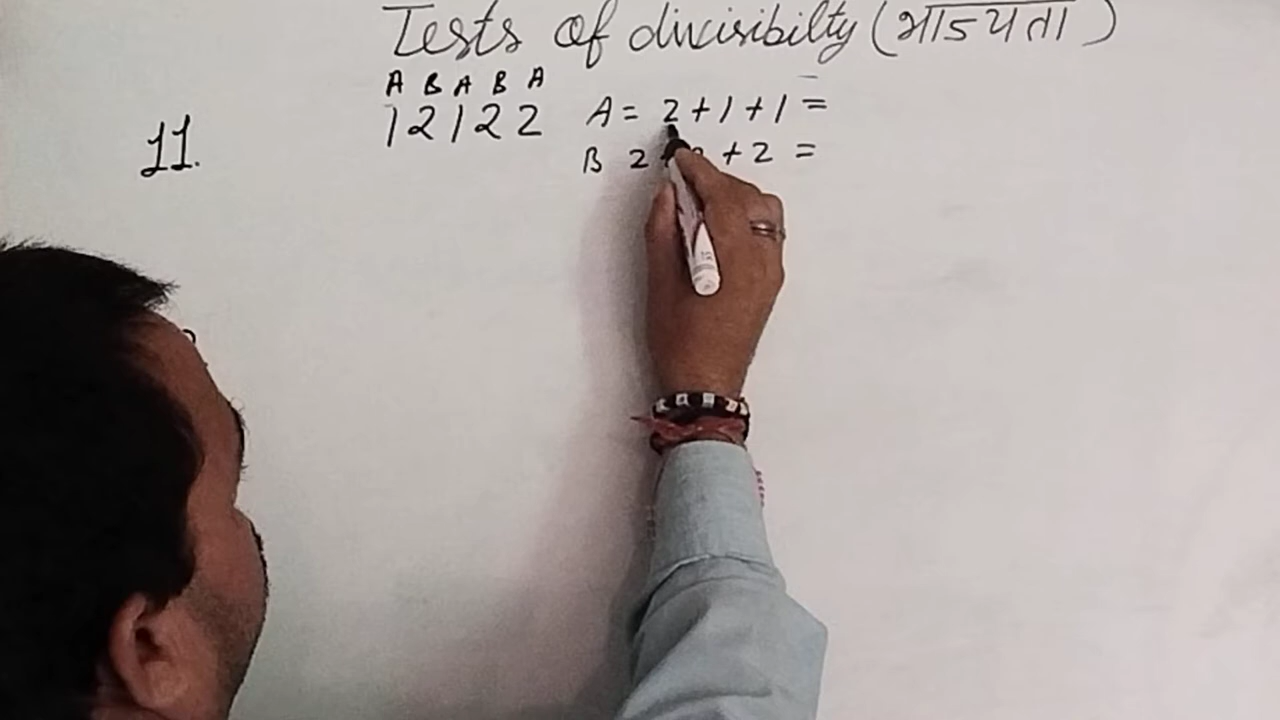 Tests of divisibilty (भाज्यता)
A B A B A
12122 A = 2 + 1 + 1 =
11.
B 2 + 2 =